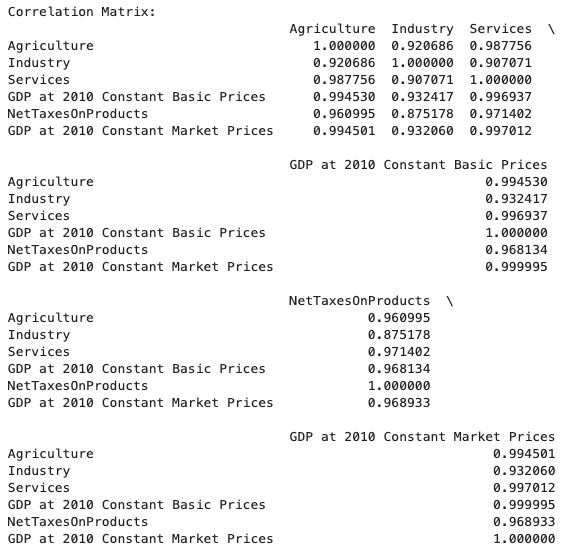 Correlation Matrix:
Agriculture Industry Services \
Agriculture 1.000000 0.920686 0.987756
Industry 0.920686 1.000000 0.907071
Services 0.987756 0.907071 1.000000
GDP at 2010 Constant Basic Prices 0.994530 0.932417 0.996937
NetTaxesOnProducts 0.960995 0.875178 0.971402
GDP at 2010 Constant Market Prices 0.994501 0.932060 0.997012
GDP at 2010 Constant Basic Prices
Agriculture 0.994530
Industry 0.932417
Services 0.996937
GDP at 2010 Constant Basic Prices 1.000000
NetTaxesOnProducts 0.968134
GDP at 2010 Constant Market Prices 0.999995
NetTaxesOnProducts \
Agriculture 0.960995
Industry 0.875178
Services 0.971402
GDP at 2010 Constant Basic Prices 0.968134
NetTaxesOnProducts 1.000000
GDP at 2010 Constant Market Prices 0.968933
GDP at 2010 Constant Market Prices
Agriculture 0.994501
Industry 0.932060
Services 0.997012
GDP at 2010 Constant Basic Prices 0.999995
NetTaxesOnProducts 0.968933
GDP at 2010 Constant Market Prices 1.000000